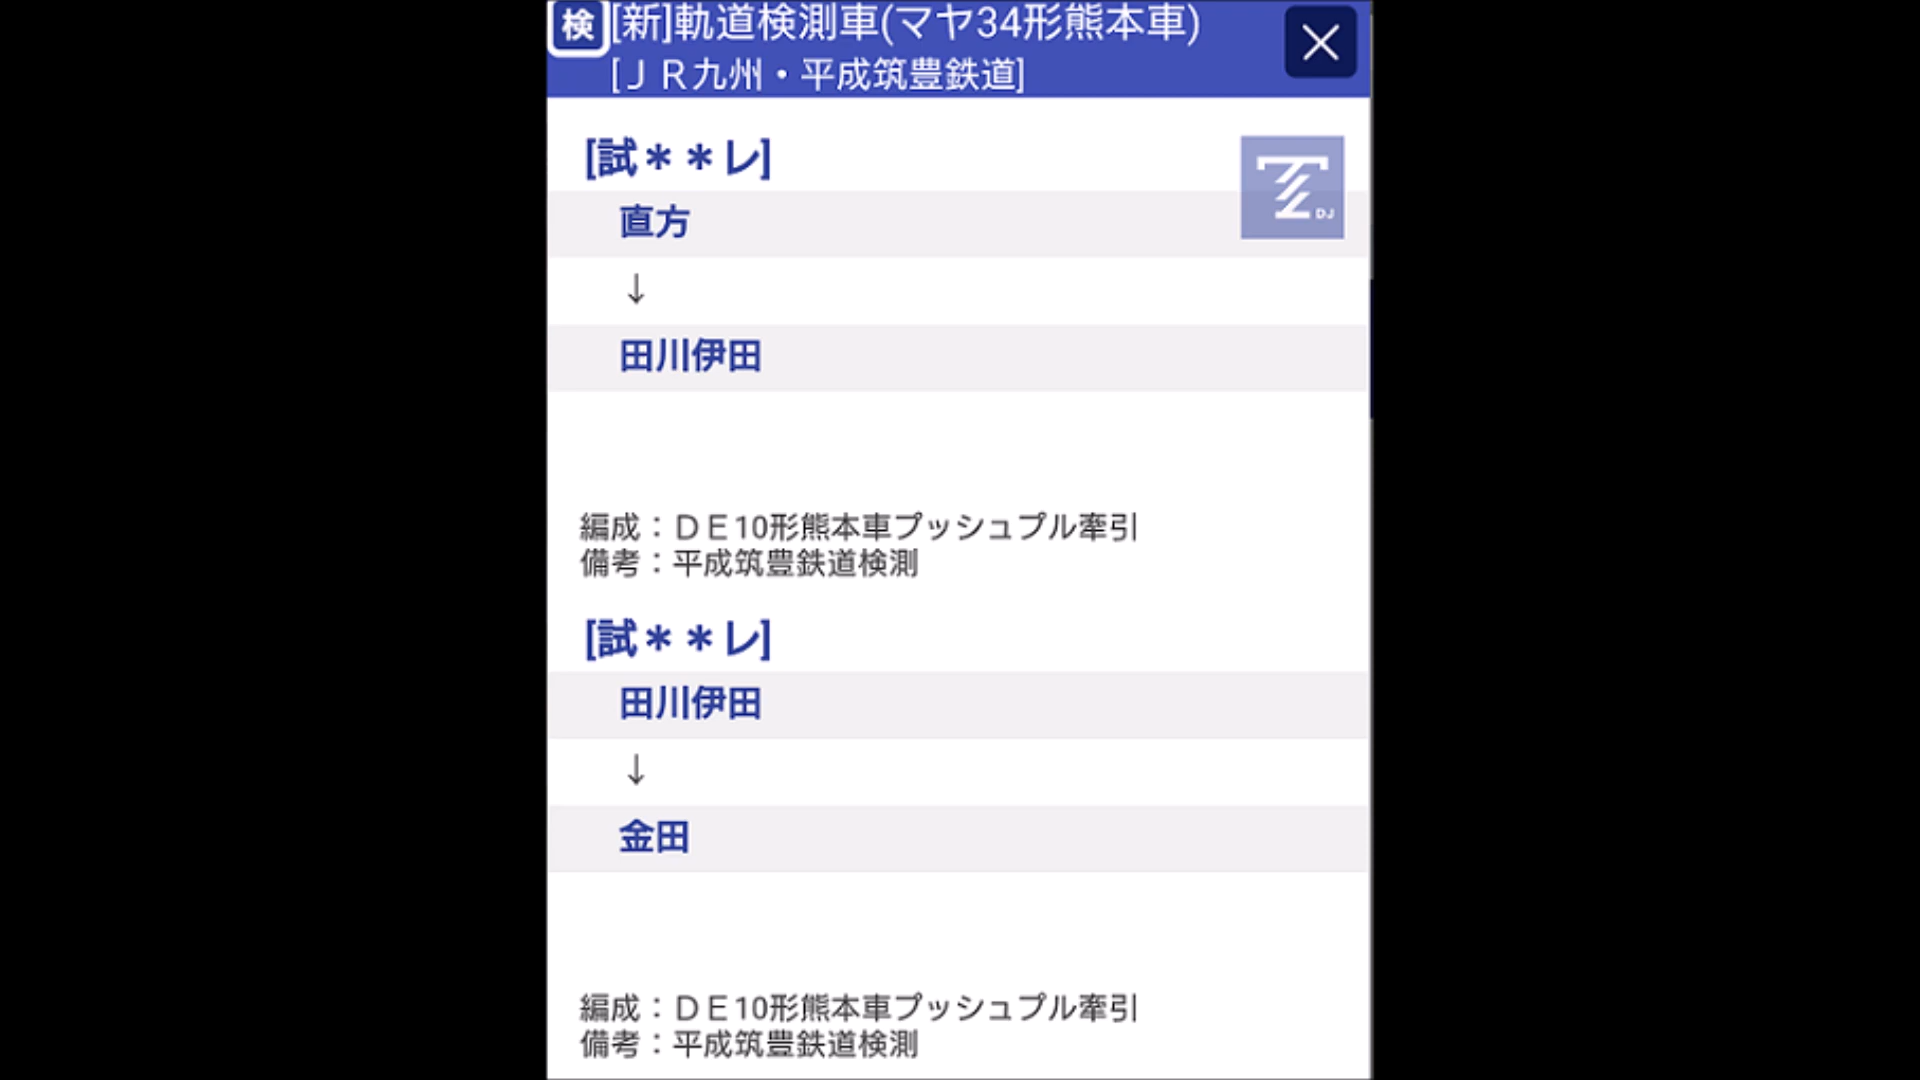 検 [新]軌道検測車(マヤ34形熊本車)
[ＪＲ九州・平成筑豊鉄道]
[試＊＊レ]
DJ
直方
↓
田川伊田
編成：ＤＥ10形熊本車プッシュプル牽引
備考：平成筑豊鉄道検測
[試＊＊レ]
田川伊田
↓
金田
編成：ＤＥ10形熊本車プッシュプル牽引
備考：平成筑豊鉄道検測